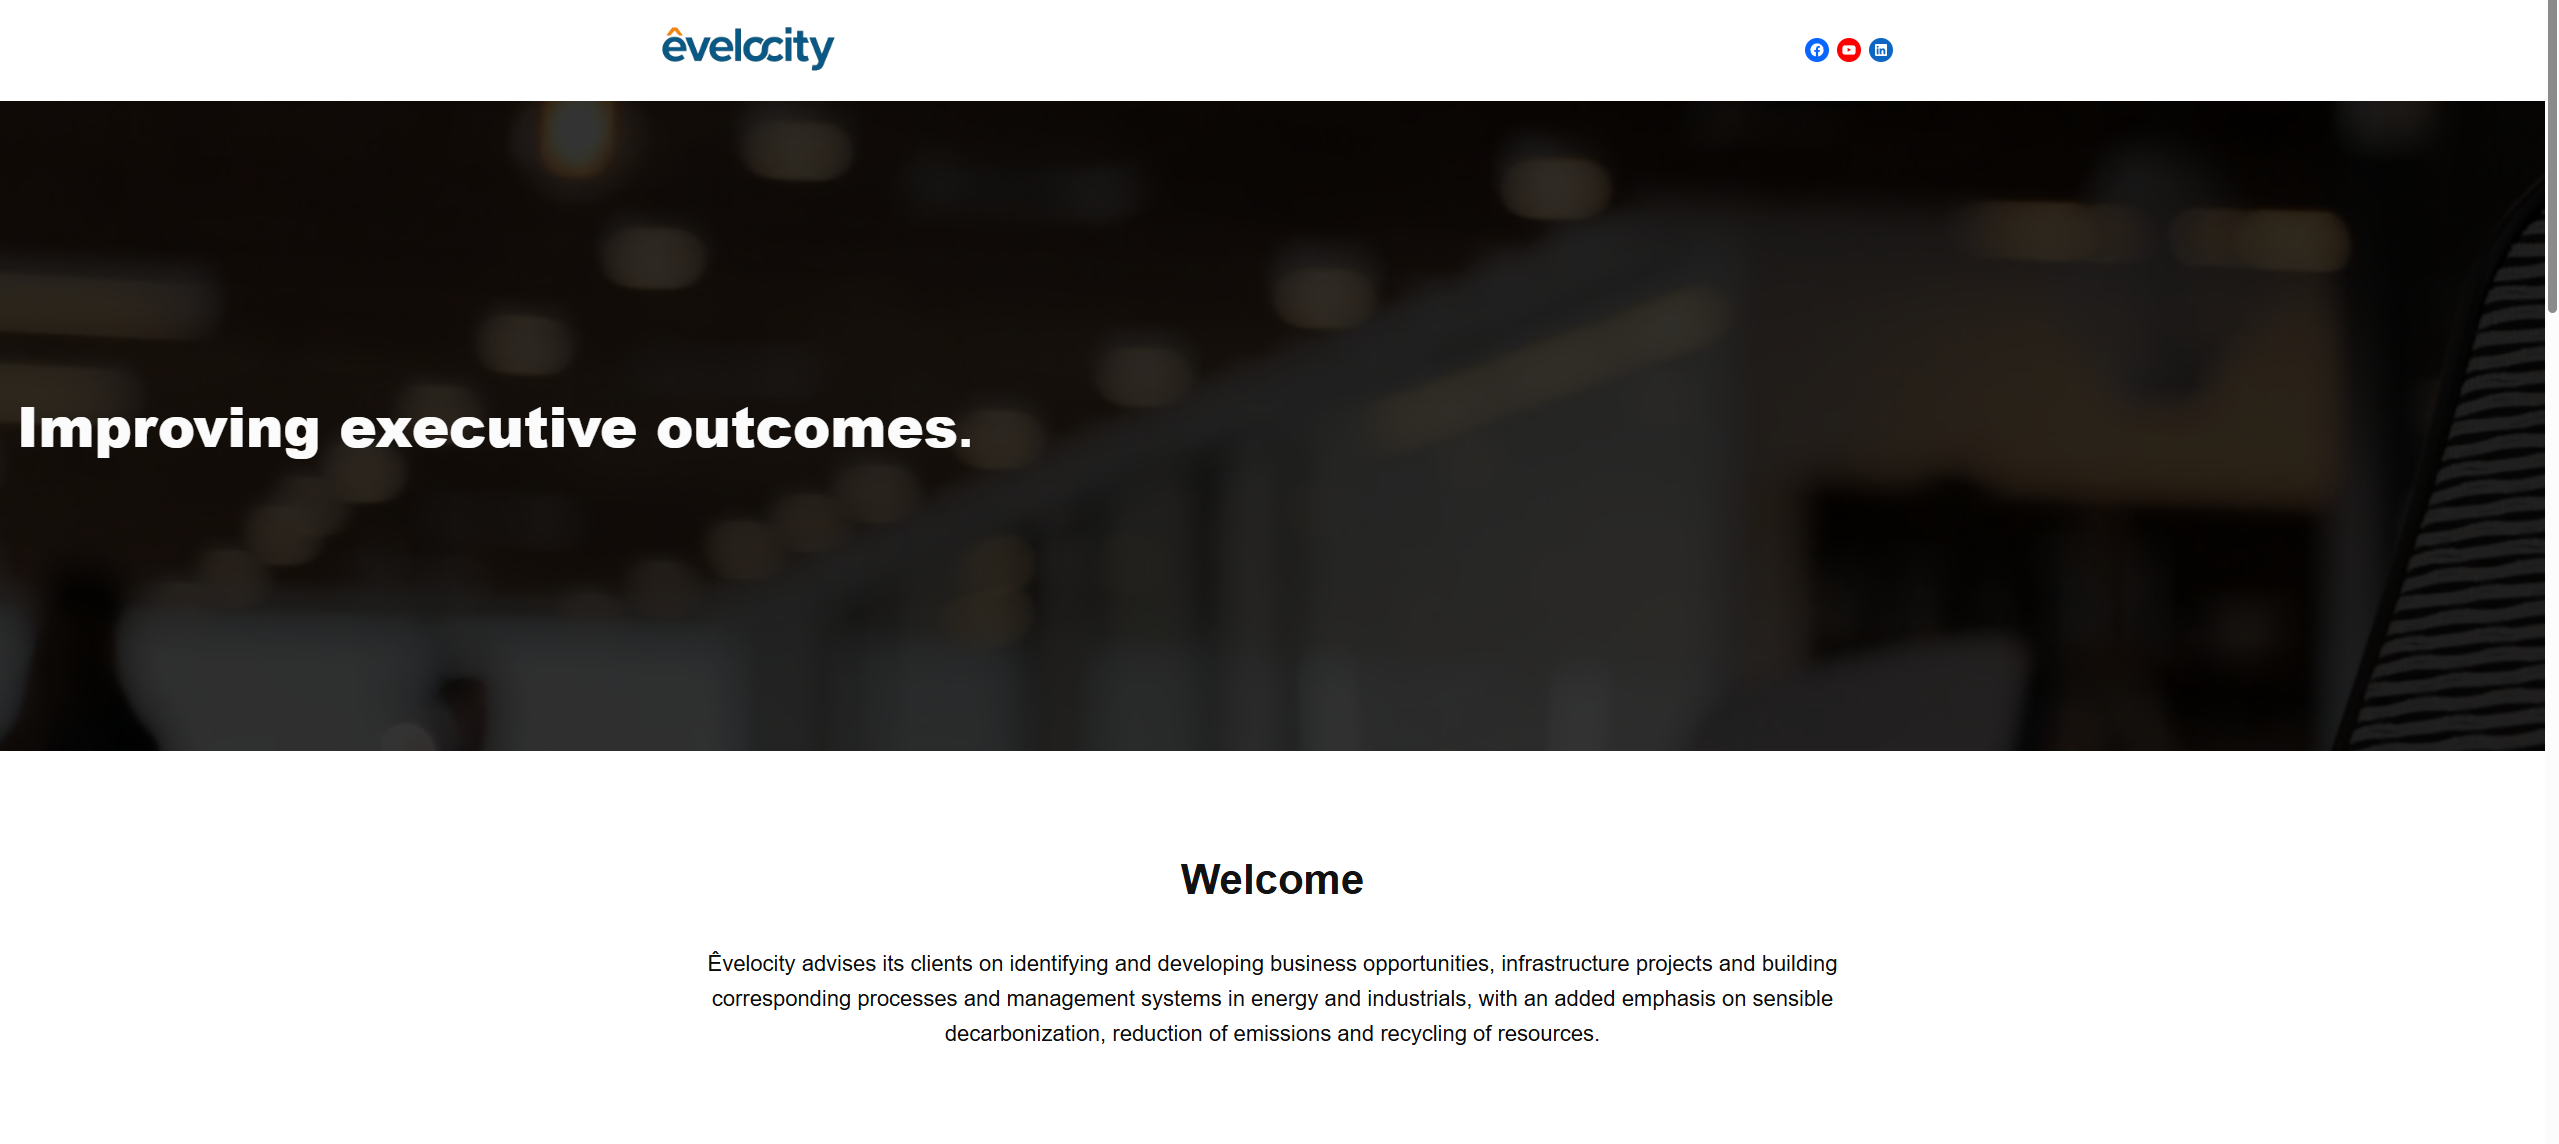 êvelocity
Improving executive outcomes.
Welcome
Êvelocity advises its clients on identifying and developing business opportunities, infrastructure projects and building
corresponding processes and management systems in energy and industrials, with an added emphasis on sensible
decarbonization, reduction of emissions and recycling of resources.